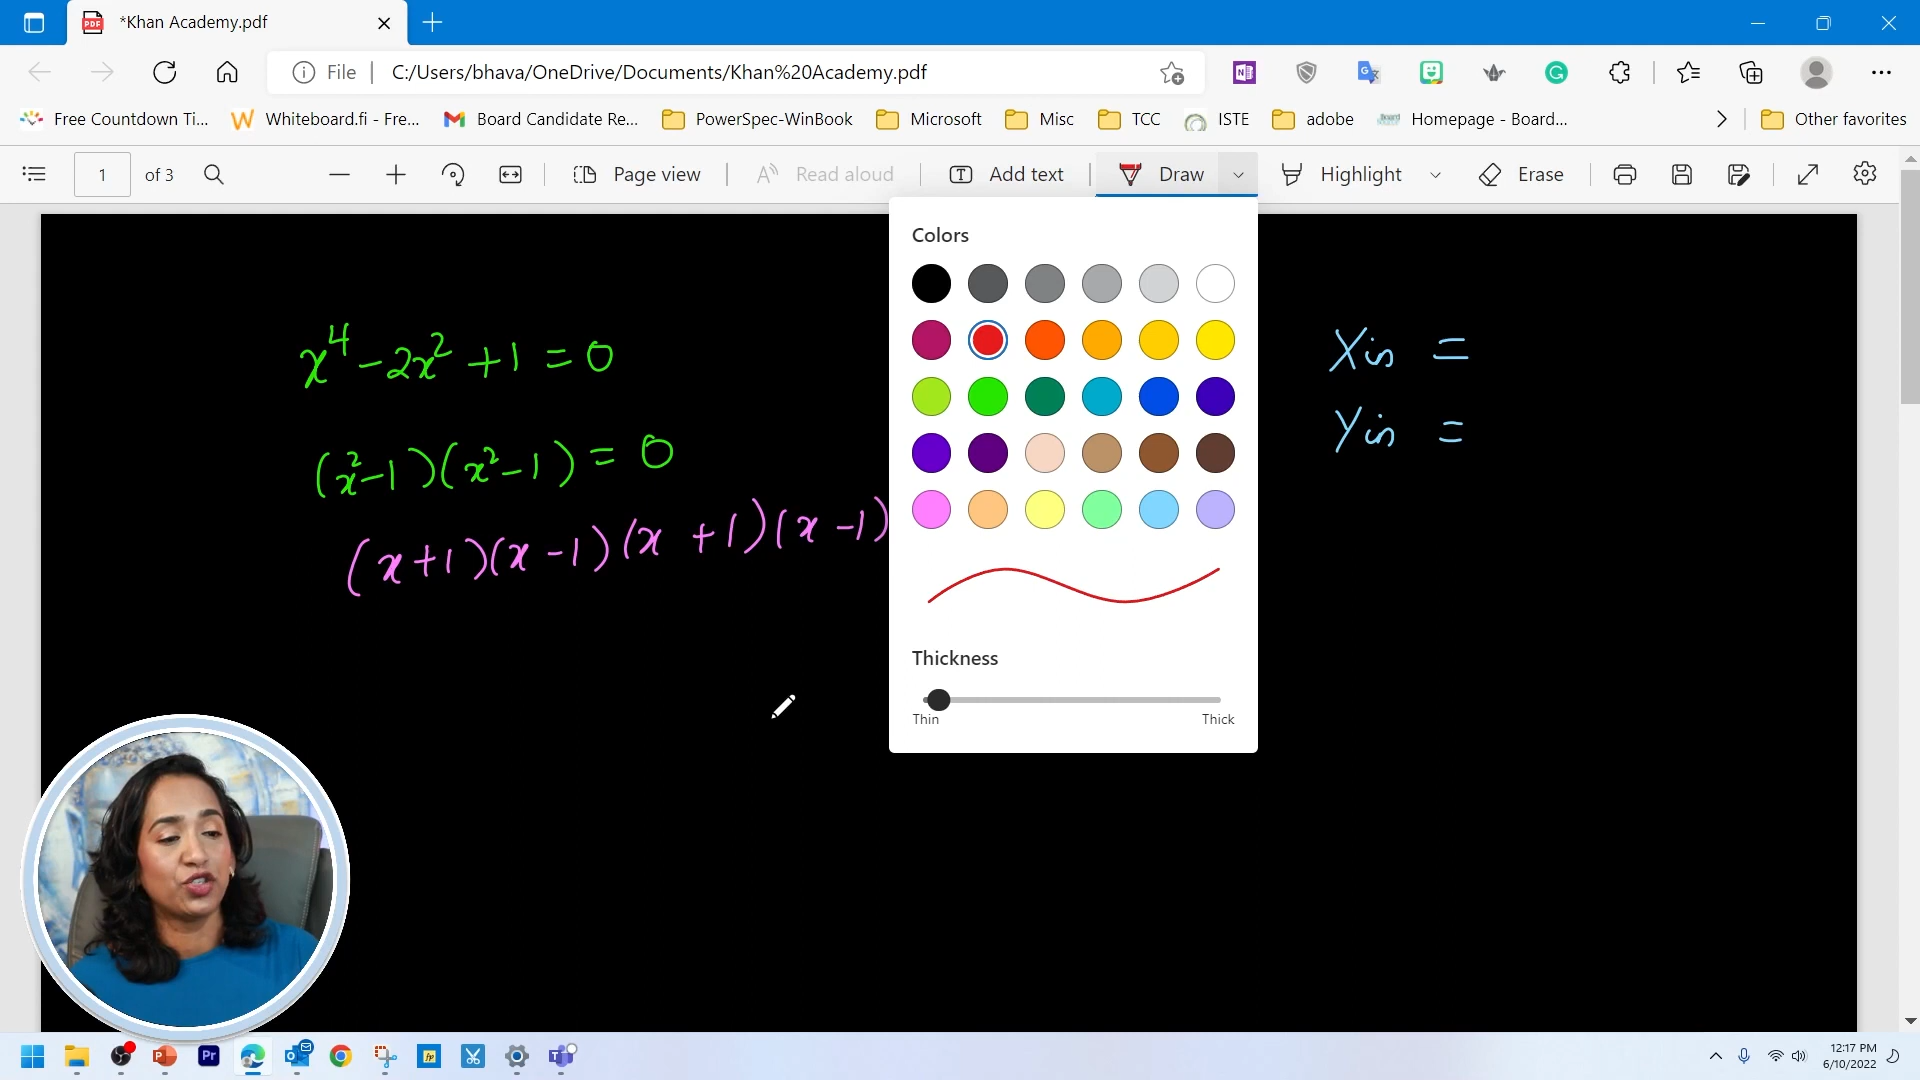 *Khan Academy.pdf
File | C:/Users/bhava/OneDrive/Documents/Khan%20Academy.pdf
Free Countdown Ti... Whiteboard.fi - Fre... Board Candidate Re... PowerSpec-WinBook Microsoft Misc TCC ISTE adobe Homepage - Board... Other favorites
1 of 3 Page view Read aloud Add text Draw Highlight Erase
Colors
x⁴ - 2x² + 1 = 0
(x² - 1)(x² - 1) = 0
(x + 1)(x - 1)(x + 1)(x - 1)
Thickness
Thin Thick
Xin =
Yin =
12:17 PM
6/10/2022